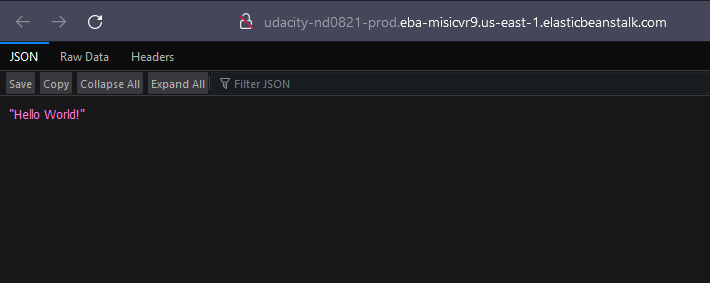 udacity-nd0821-prod.eba-misicvr9.us-east-1.elasticbeanstalk.com
JSON Raw Data Headers
Save Copy Collapse All Expand All Filter JSON
"Hello World!"